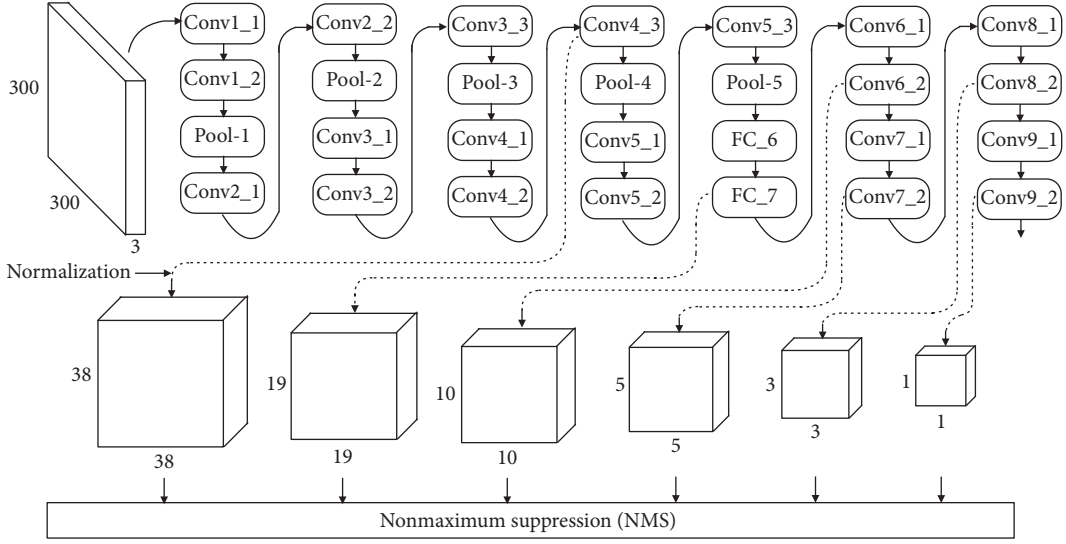 300
300
3
Conv1_1
Conv1_2
Pool-1
Conv2_1
Conv2_2
Pool-2
Conv3_1
Conv3_2
Conv3_3
Pool-3
Conv4_1
Conv4_2
Conv4_3
Pool-4
Conv5_1
Conv5_2
Conv5_3
Pool-5
FC_6
FC_7
Conv6_1
Conv6_2
Conv7_1
Conv7_2
Conv8_1
Conv8_2
Conv9_1
Conv9_2
Normalization
38
38
19
19
10
10
5
5
3
3
1
1
Nonmaximum suppression (NMS)